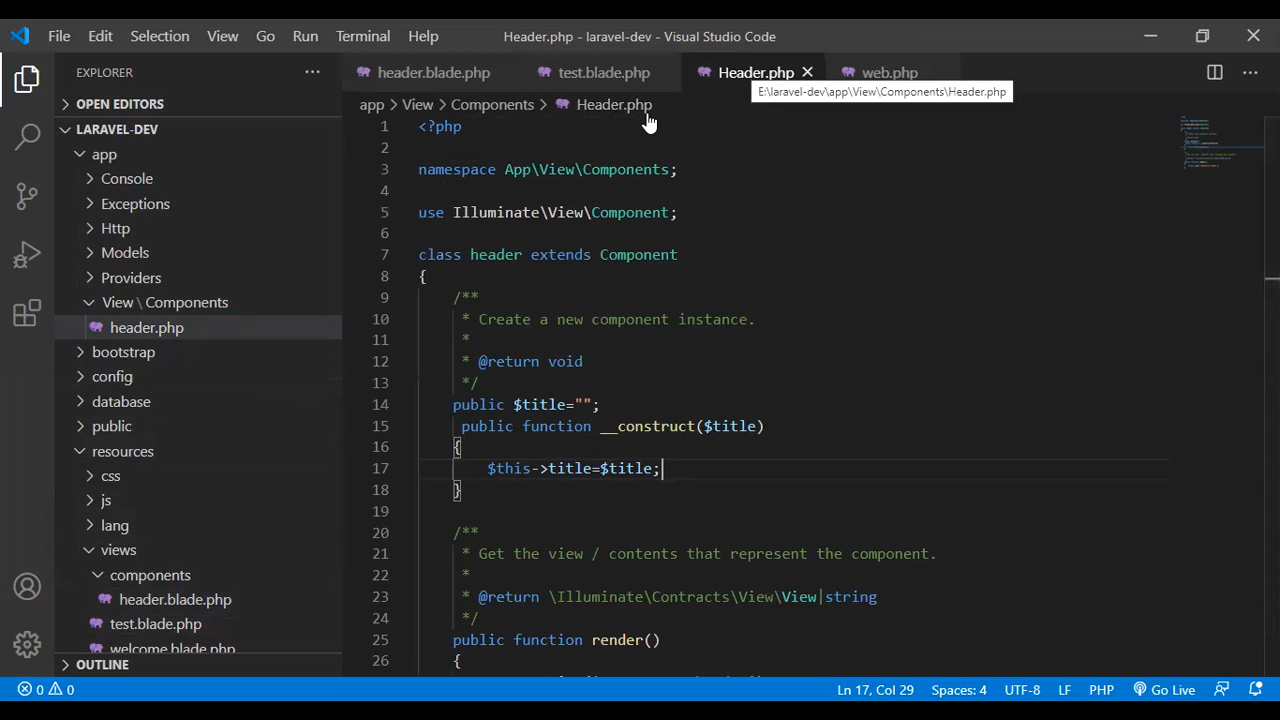 File Edit Selection View Go Run Terminal Help Header.php - laravel-dev - Visual Studio Code
EXPLORER
header.blade.php test.blade.php Header.php web.php
E:\laravel-dev\app\View\Components\Header.php
OPEN EDITORS
app View Components Header.php
LARAVEL-DEV
app
Console
Exceptions
Http
Models
Providers
View \ Components
header.php
bootstrap
config
database
public
resources
css
js
lang
views
components
header.blade.php
test.blade.php
welcome.blade.php
OUTLINE
1 <?php
2
3 namespace App\View\Components;
4
5 use Illuminate\View\Component;
6
7 class header extends Component
8 {
9 /**
10 * Create a new component instance.
11 *
12 * @return void
13 */
14 public $title="";
15 public function __construct($title)
16 {
17 $this->title=$title;
18 }
19
20 /**
21 * Get the view / contents that represent the component.
22 *
23 * @return \Illuminate\Contracts\View\View|string
24 */
25 public function render()
26 {
0 0 Ln 17, Col 29 Spaces: 4 UTF-8 LF PHP Go Live